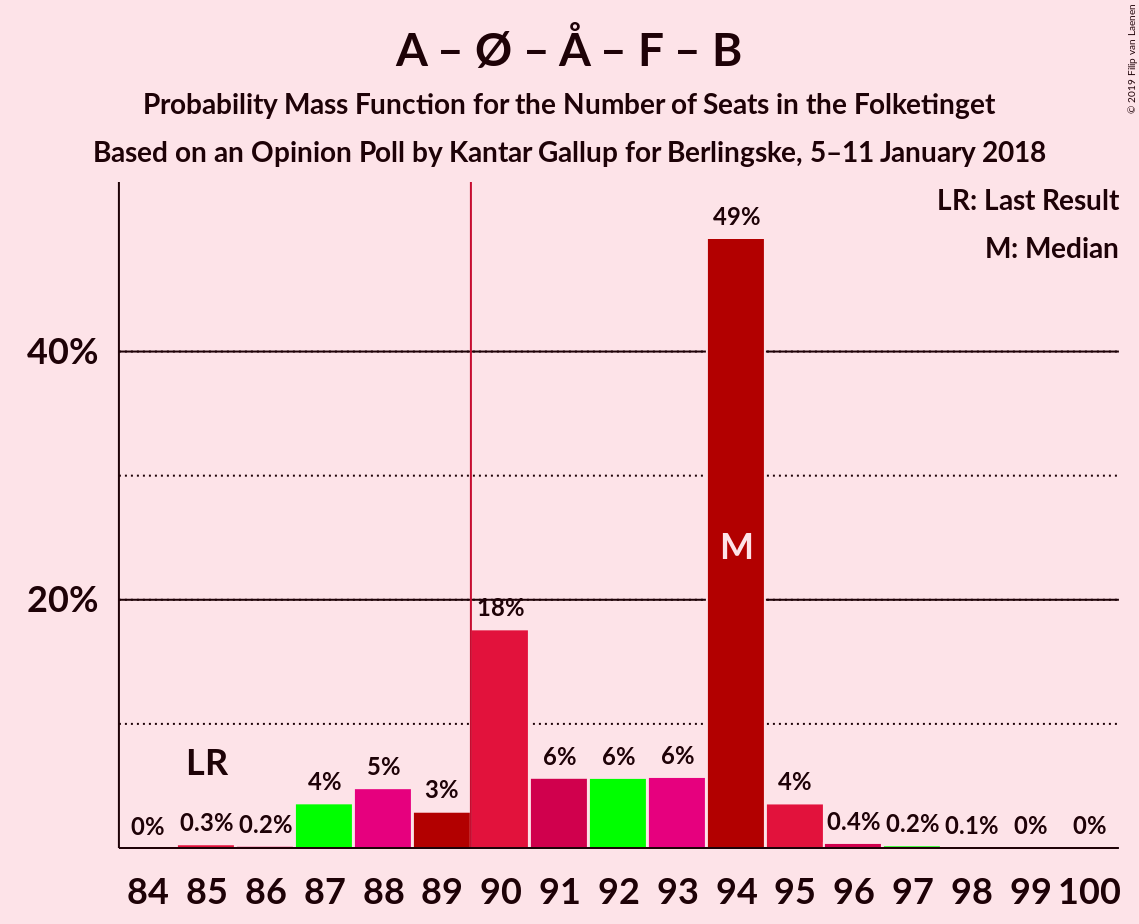 A – Ø – Å – F – B
Probability Mass Function for the Number of Seats in the Folketinget
Based on an Opinion Poll by Kantar Gallup for Berlingske, 5–11 January 2018
© 2019 Filip van Laenen
LR: Last Result
M: Median
40%
20%
49%
M
18%
LR
0%
0.3%
0.2%
4%
5%
3%
6%
6%
6%
4%
0.4%
0.2%
0.1%
0%
0%
84 85 86 87 88 89 90 91 92 93 94 95 96 97 98 99 100